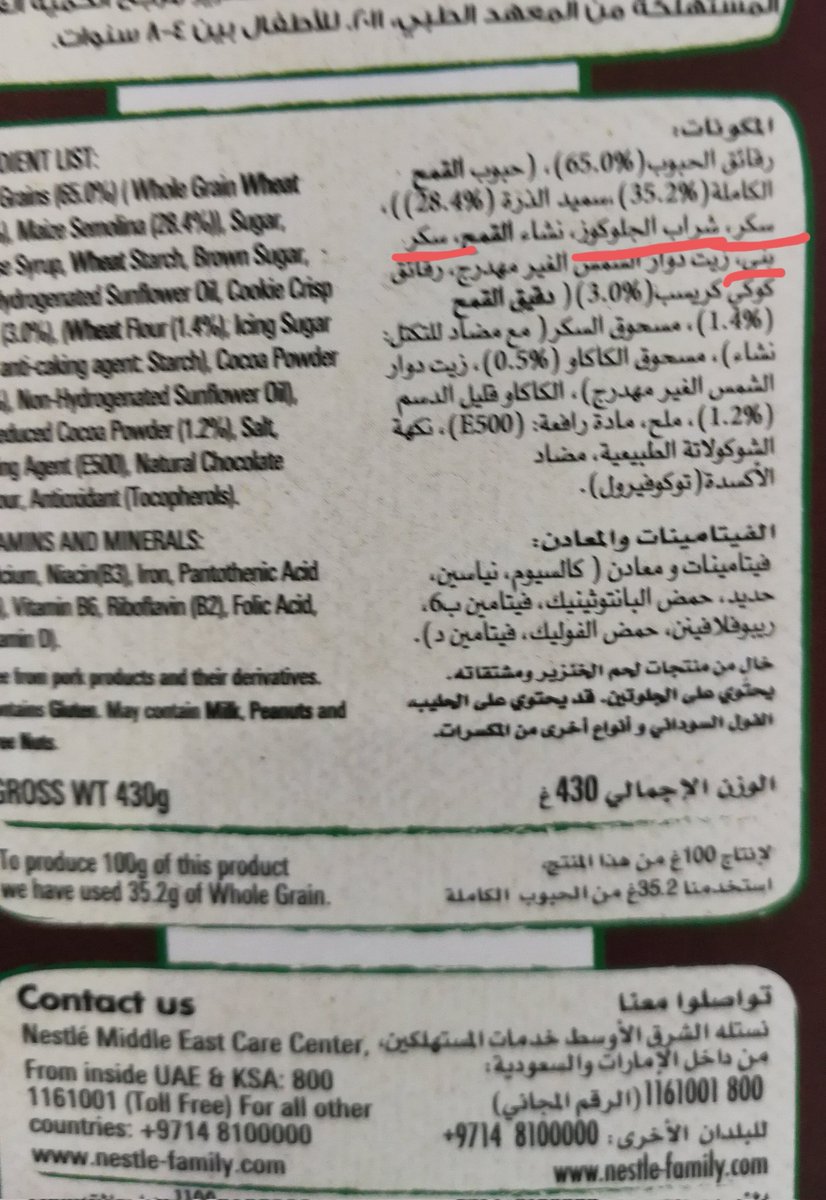 المستهلكة من المعهد الطبي، ٢٠١١. للأطفال بين ٤-٨ سنوات.
DIENT LIST:
Grains (65.0%) ( Whole Grain Wheat
Maize Semolina (28.4%)), Sugar,
e Syrup, Wheat Starch, Brown Sugar,
ydrogenated Sunflower Oil, Cookie Crisp
(3.0%), (Wheat Flour (1.4%), Icing Sugar
anti-caking agent: Starch), Cocoa Powder
Non-Hydrogenated Sunflower Oil),
educed Cocoa Powder (1.2%), Salt,
ng Agent (E500), Natural Chocolate
our, Antioxidant (Tocopherols).
AMINS AND MINERALS:
cium, Niacin(B3), Iron, Pantothenic Acid
), Vitamin B6, Riboflavin (B2), Folic Acid,
amin D).
e from pork products and their derivatives.
ntains Gluten. May contain Milk, Peanuts and
ee Nuts.
GROSS WT 430g
To produce 100g of this product
we have used 35.2g of Whole Grain.
المكونات:
رقائق الحبوب(65.0%)، (حبوب القمح
الكاملة(35.2%)،سميد الذرة (28.4%))،
سكر، شراب الجلوكوز، نشاء القمح، سكر
بني، زيت دوار الشمس الغير مهدرج، رقائق
كوكي كريسب(3.0%)( دقيق القمح
(1.4%)، مسحوق السكر( مع مضاد للتكتل:
نشاء)، مسحوق الكاكاو (0.5%)، زيت دوار
الشمس الغير مهدرج)، الكاكاو قليل الدسم
(1.2%)، ملح، مادة رافعة: (E500)، نكهة
الشوكولاتة الطبيعية، مضاد
الأكسدة(توكوفيرول).
الفيتامينات والمعادن:
فيتامينات و معادن ( كالسيوم، نياسين،
حديد، حمض البانتوثينيك، فيتامين ب6،
ريبوفلافين، حمض الفوليك، فيتامين د).
خال من منتجات لحم الخنزير ومشتقاته.
يحتوي على الجلوتين. قد يحتوي على الحليب
الفول السوداني و أنواع أخرى من المكسرات.
الوزن الإجمالي 430 غ
لإنتاج 100غ من هذا المنتج،
استخدمنا 35.2غ من الحبوب الكاملة
Contact us
Nestlé Middle East Care Center,
From inside UAE & KSA: 800
1161001 (Toll Free) For all other
countries: +9714 8100000
www.nestle-family.com
تواصلوا معنا
نستله الشرق الأوسط خدمات المستهلكين،
من داخل الإمارات والسعودية:
800 1161001 (الرقم المجاني)
للبلدان الأخرى: 8100000 9714+
www.nestle-family.com